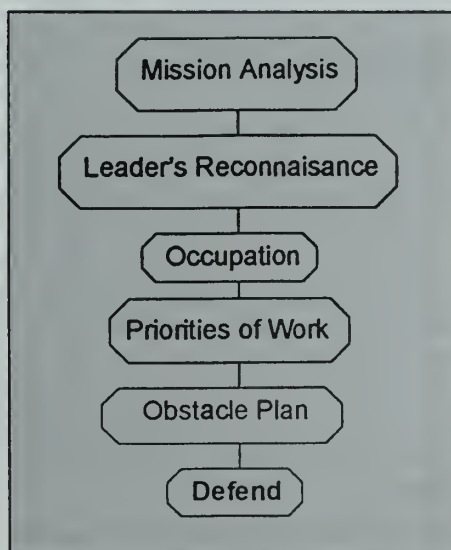 Mission Analysis
Leader's Reconnaisance
Occupation
Priorities of Work
Obstacle Plan
Defend